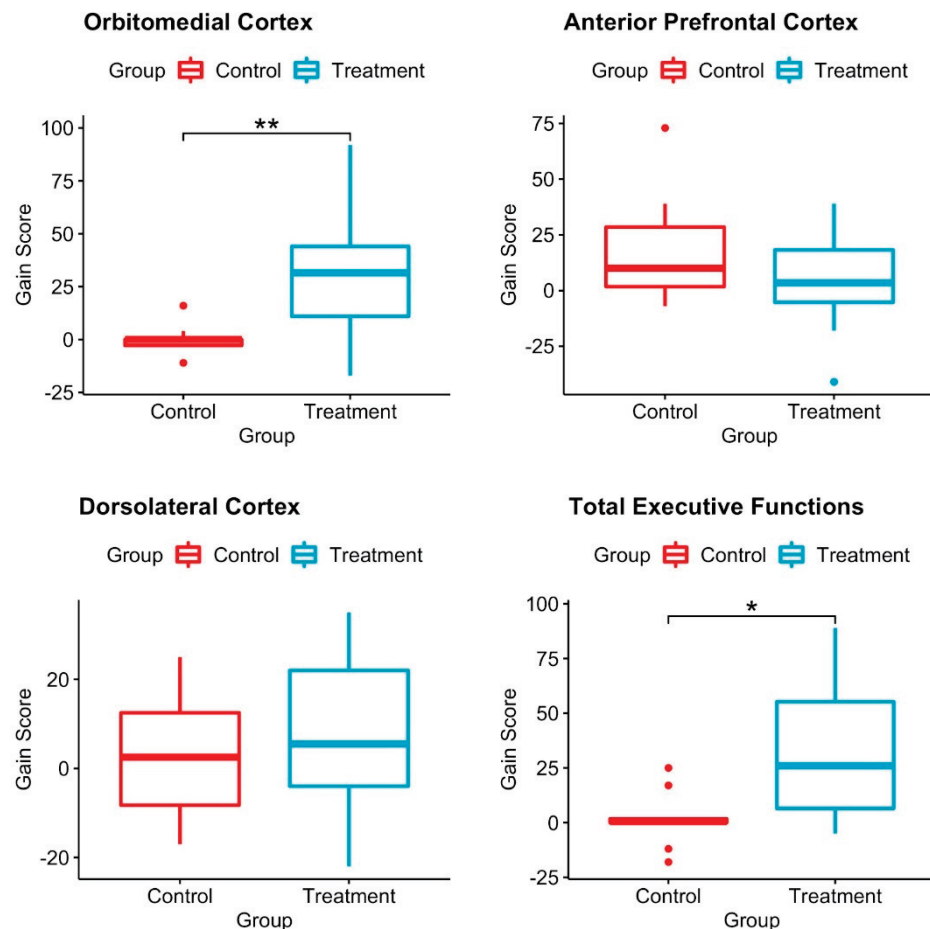 Orbitomedial Cortex
Group Control Treatment
**
100
75
50
25
0
-25
Gain Score
Control Treatment
Group
Anterior Prefrontal Cortex
Group Control Treatment
75
50
25
0
-25
Gain Score
Control Treatment
Group
Dorsolateral Cortex
Group Control Treatment
20
0
-20
Gain Score
Control Treatment
Group
Total Executive Functions
Group Control Treatment
*
100
75
50
25
0
-25
Gain Score
Control Treatment
Group